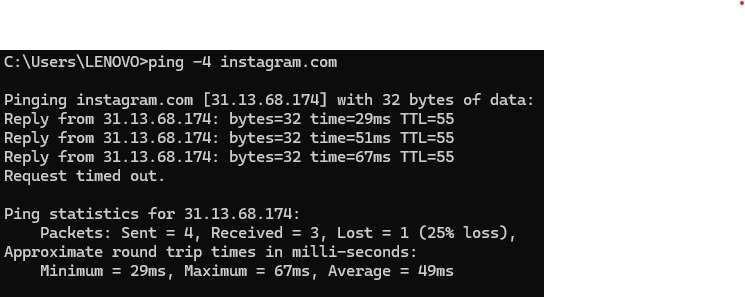 C:\Users\LENOVO>ping -4 instagram.com
Pinging instagram.com [31.13.68.174] with 32 bytes of data:
Reply from 31.13.68.174: bytes=32 time=29ms TTL=55
Reply from 31.13.68.174: bytes=32 time=51ms TTL=55
Reply from 31.13.68.174: bytes=32 time=67ms TTL=55
Request timed out.
Ping statistics for 31.13.68.174:
    Packets: Sent = 4, Received = 3, Lost = 1 (25% loss),
Approximate round trip times in milli-seconds:
    Minimum = 29ms, Maximum = 67ms, Average = 49ms